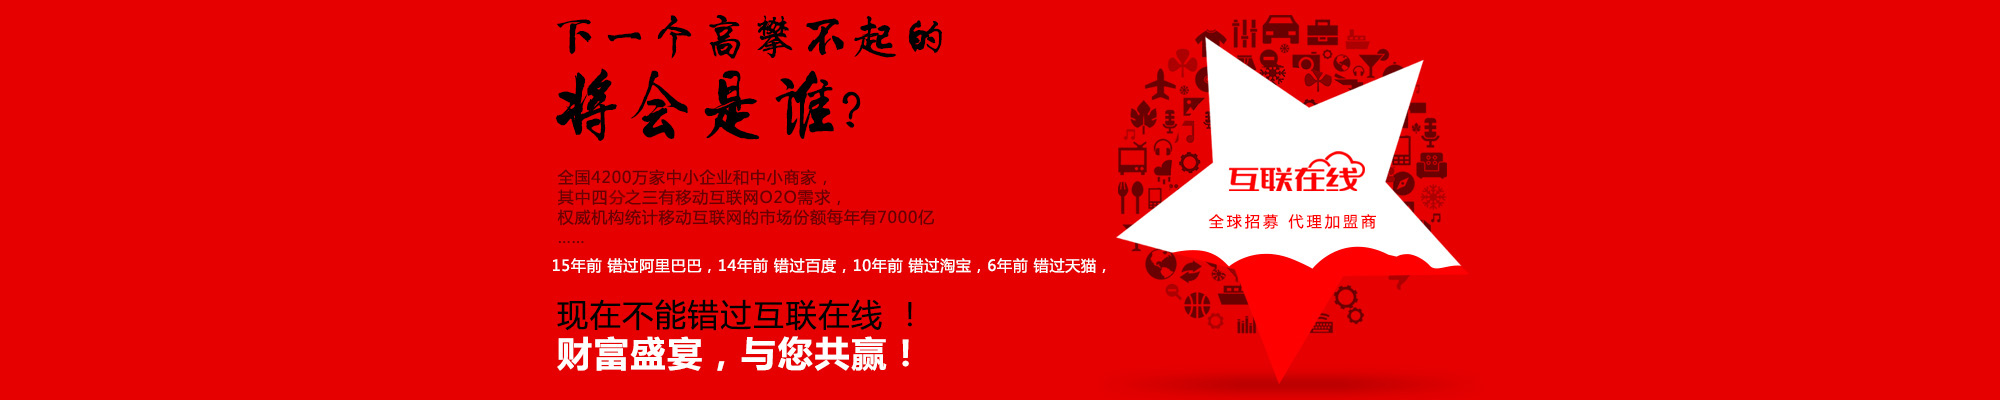 下一个高攀不起的
将会是谁?
全国4200万家中小企业和中小商家，
其中四分之三有移动互联网O2O需求，
权威机构统计移动互联网的市场份额每年有7000亿
......
15年前 错过阿里巴巴，14年前 错过百度，10年前 错过淘宝，6年前 错过天猫，
现在不能错过互联在线 ！
财富盛宴，与您共赢！
互联在线
全球招募 代理加盟商